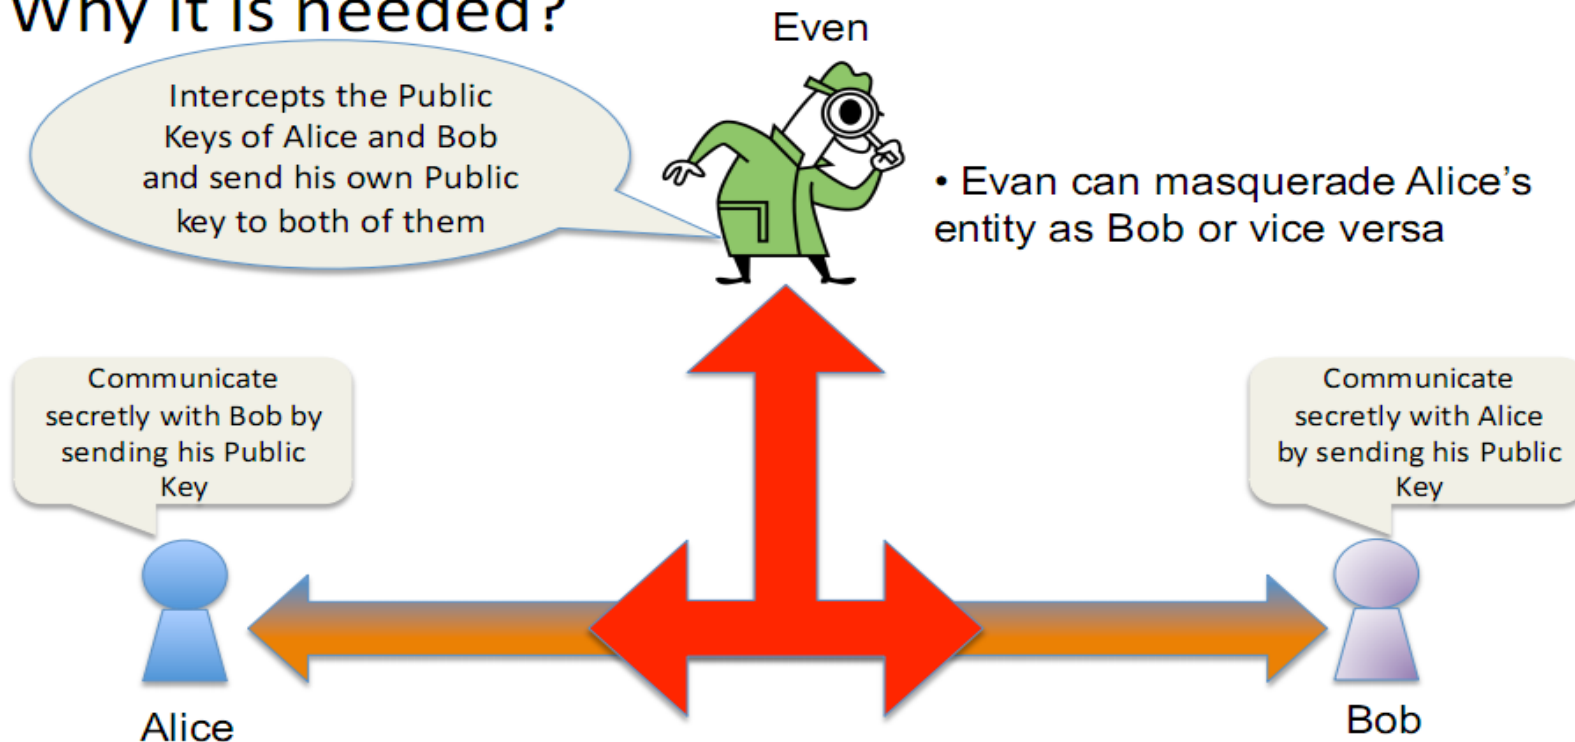 Why it is needed?
Even
Intercepts the Public
Keys of Alice and Bob
and send his own Public
key to both of them
• Evan can masquerade Alice’s
entity as Bob or vice versa
Communicate
secretly with Bob by
sending his Public
Key
Communicate
secretly with Alice
by sending his Public
Key
Alice
Bob